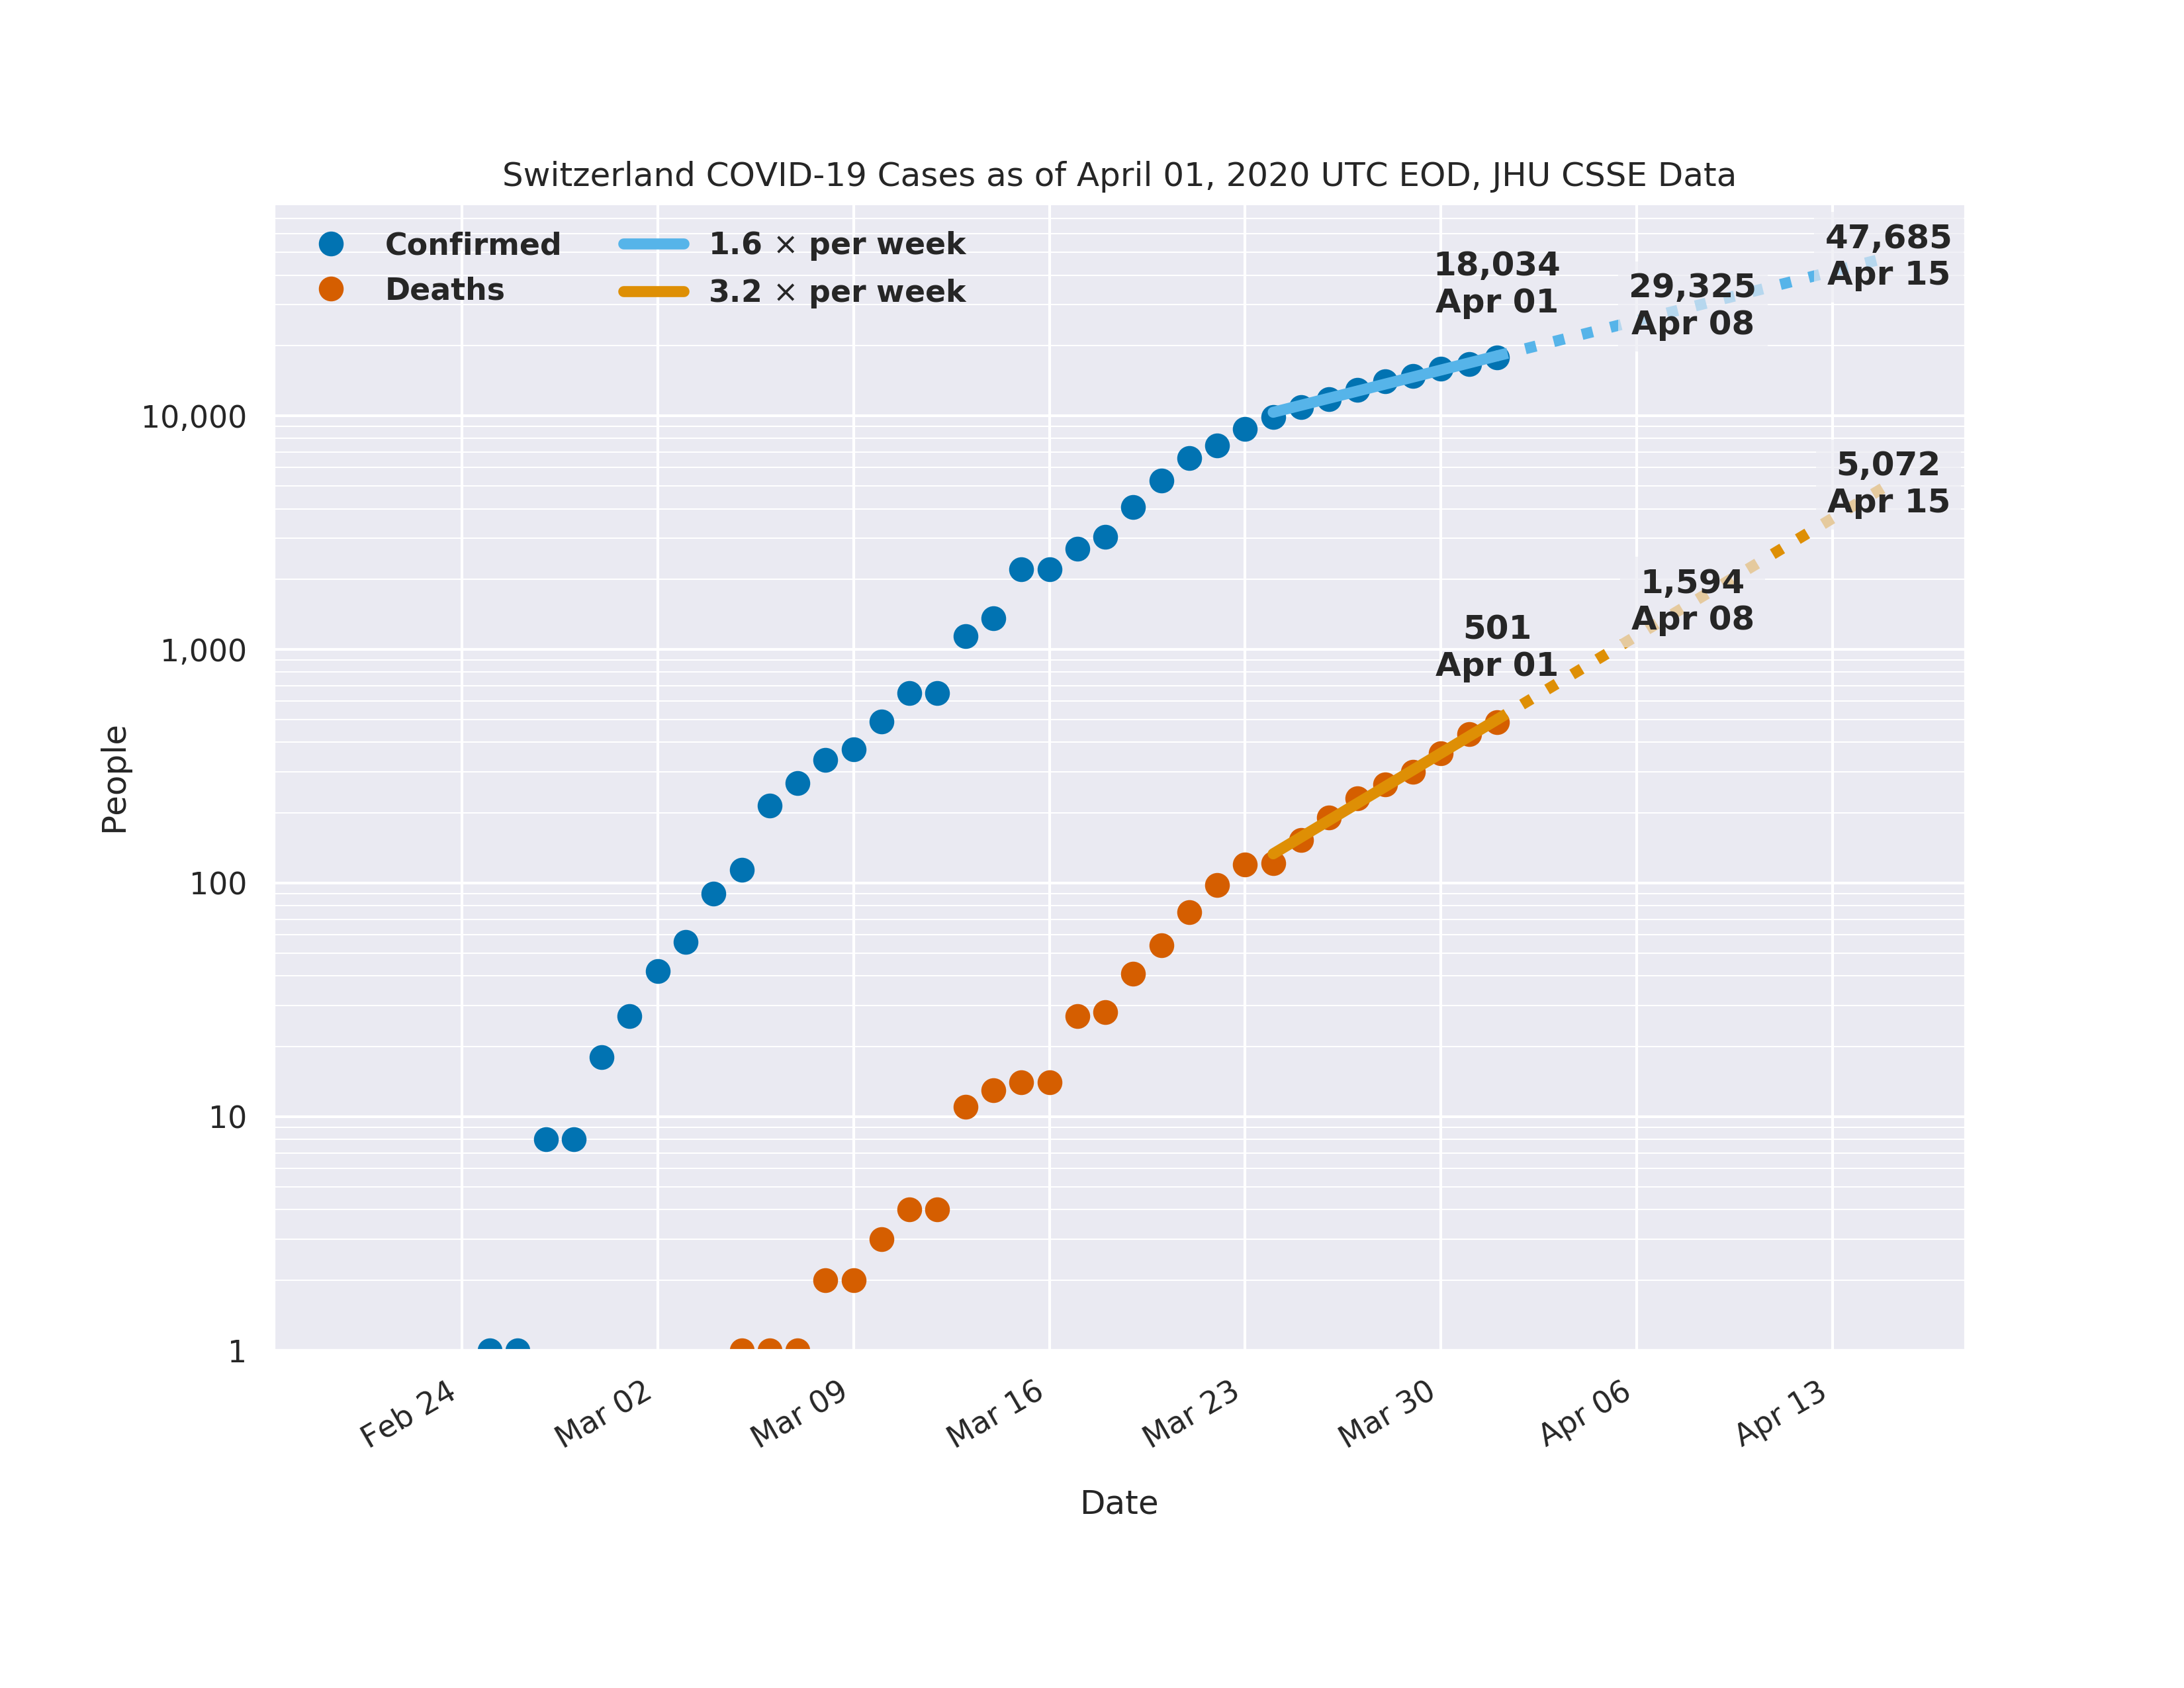 Switzerland COVID-19 Cases as of April 01, 2020 UTC EOD, JHU CSSE Data
Confirmed
Deaths
1.6 × per week
3.2 × per week
18,034
Apr 01
29,325
Apr 08
47,685
Apr 15
501
Apr 01
1,594
Apr 08
5,072
Apr 15
People
10,000
1,000
100
10
1
Feb 24
Mar 02
Mar 09
Mar 16
Mar 23
Mar 30
Apr 06
Apr 13
Date